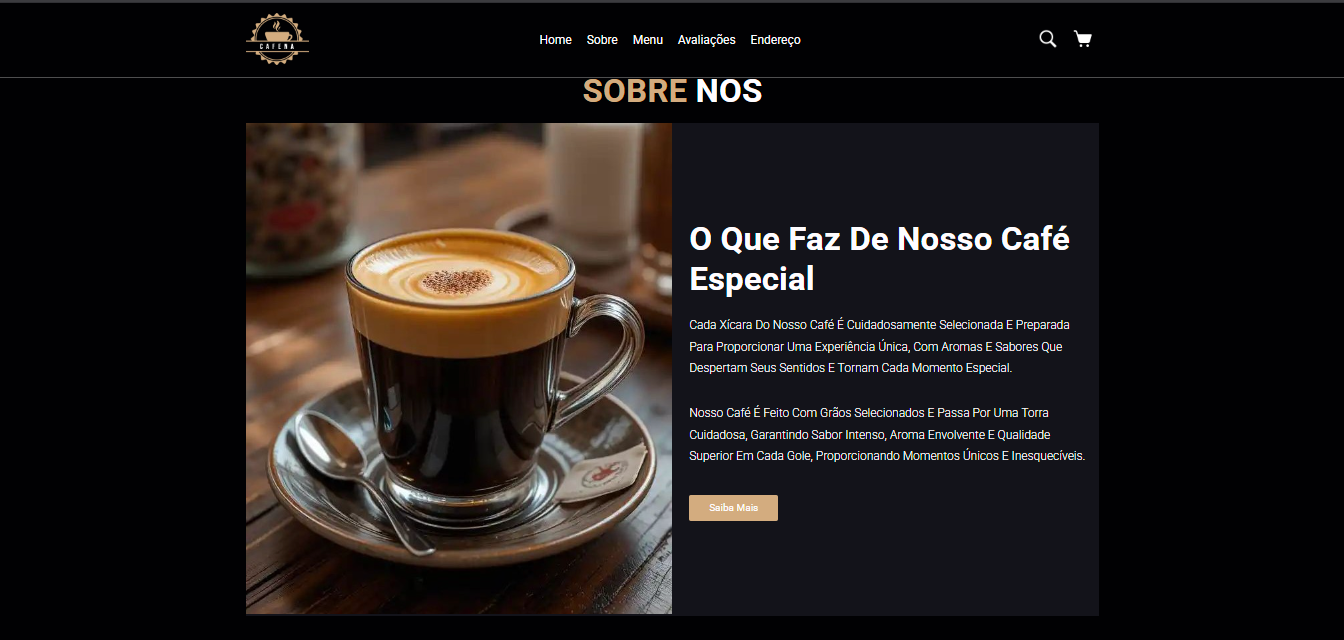 CAFENA
Home Sobre Menu Avaliações Endereço
SOBRE NOS
O Que Faz De Nosso Café
Especial
Cada Xícara Do Nosso Café É Cuidadosamente Selecionada E Preparada
Para Proporcionar Uma Experiência Única, Com Aromas E Sabores Que
Despertam Seus Sentidos E Tornam Cada Momento Especial.
Nosso Café É Feito Com Grãos Selecionados E Passa Por Uma Torra
Cuidadosa, Garantindo Sabor Intenso, Aroma Envolvente E Qualidade
Superior Em Cada Gole, Proporcionando Momentos Únicos E Inesquecíveis.
Saiba Mais